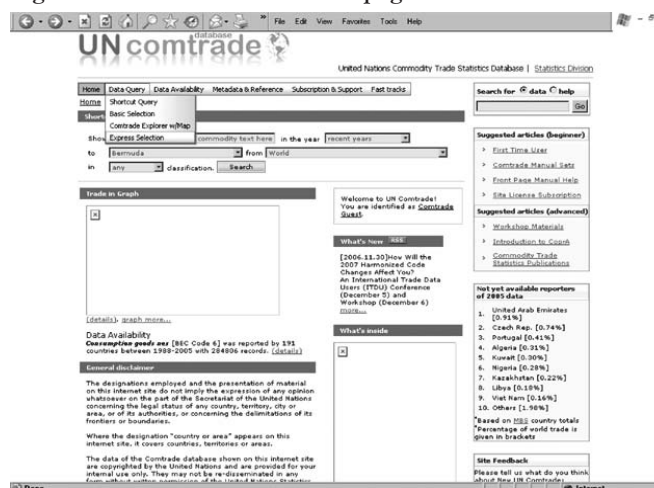 File Edit View Favorites Tools Help
UN comtrade
database
United Nations Commodity Trade Statistics Database | Statistics Division
Home Data Query Data Availability Metadata & Reference Subscription & Support Fast tracks
Home
Shortcut Query
Basic Selection
Comtrade Explorer w/Map
Express Selection
commodity text here in the year recent years
to Bermuda from World
in any classification. Search
Search for data help
Go
Trade in Graph
(details), graph more...
Data Availability
Consumption goods nes [BEC Code 6] was reported by 191
countries between 1988-2005 with 284806 records. (details)
General disclaimer
The designations employed and the presentation of material
on this internet site do not imply the expression of any opinion
whatsoever on the part of the Secretariat of the United Nations
concerning the legal status of any country, territory, city or
area, or of its authorities, or concerning the delimitations of its
frontiers or boundaries.
Where the designation "country or area" appears on this
internet site, it covers countries, territories or areas.
The data of the Comtrade database shown on this internet site
are copyrighted by the United Nations and are provided for your
internal use only. They may not be re-disseminated in any
form without written permission of the United Nations Statistics
Welcome to UN Comtrade!
You are identified as Comtrade
Guest.
What's New RSS
[2006.11.30]How Will the
2007 Harmonized Code
Changes Affect You?
An International Trade Data
Users (ITDU) Conference
(December 5) and
Workshop (December 6)
more...
What's inside
Suggested articles (beginner)
First Time User
Comtrade Manual Sets
Front Page Manual Help
Site License Subscription
Suggested articles (advanced)
Workshop Materials
Introduction to CoprA
Commodity Trade
Statistics Publications
Not yet available reporters
of 2005 data
1. United Arab Emirates
[0.91%]
2. Czech Rep. [0.74%]
3. Portugal [0.41%]
4. Algeria [0.31%]
5. Kuwait [0.30%]
6. Nigeria [0.28%]
7. Kazakhstan [0.22%]
8. Libya [0.18%]
9. Viet Nam [0.16%]
10. Others [1.98%]
*Based on MBS country totals
*Percentage of world trade is
given in brackets
Site Feedback
Please tell us what do you think
about New UN Comtrade:
Internet